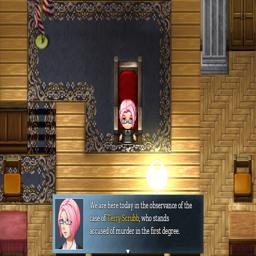 We are here today in the observance of the
case of Terry Scrubb, who stands
accused of murder in the first degree.